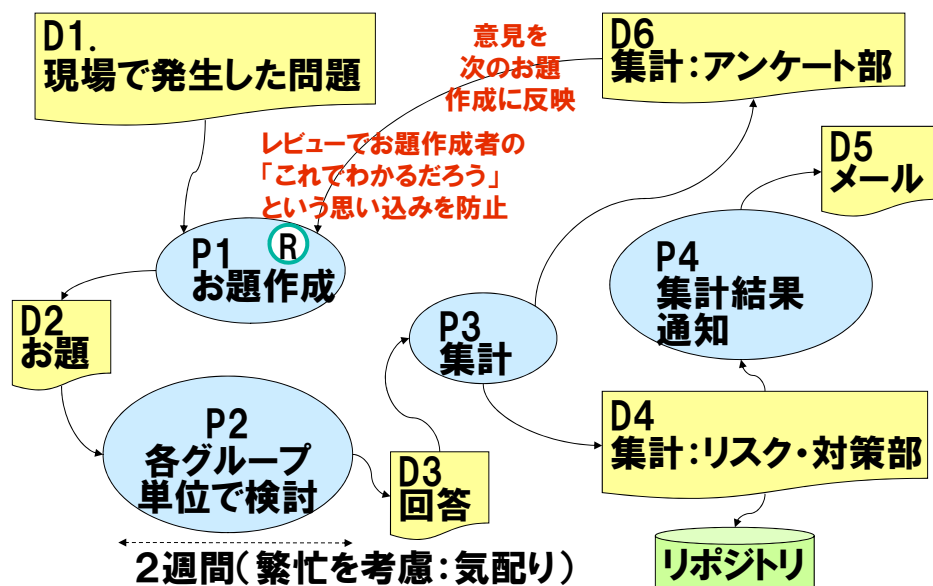 D1.
現場で発生した問題
意見を
次のお題
作成に反映
D6
集計：アンケート部
レビューでお題作成者の
「これでわかるだろう」
という思い込みを防止
D5
メール
P1
R
お題作成
P4
集計結果
通知
D2
お題
P3
集計
P2
各グループ
単位で検討
D3
回答
D4
集計：リスク・対策部
2週間（繁忙を考慮：気配り）
リポジトリ